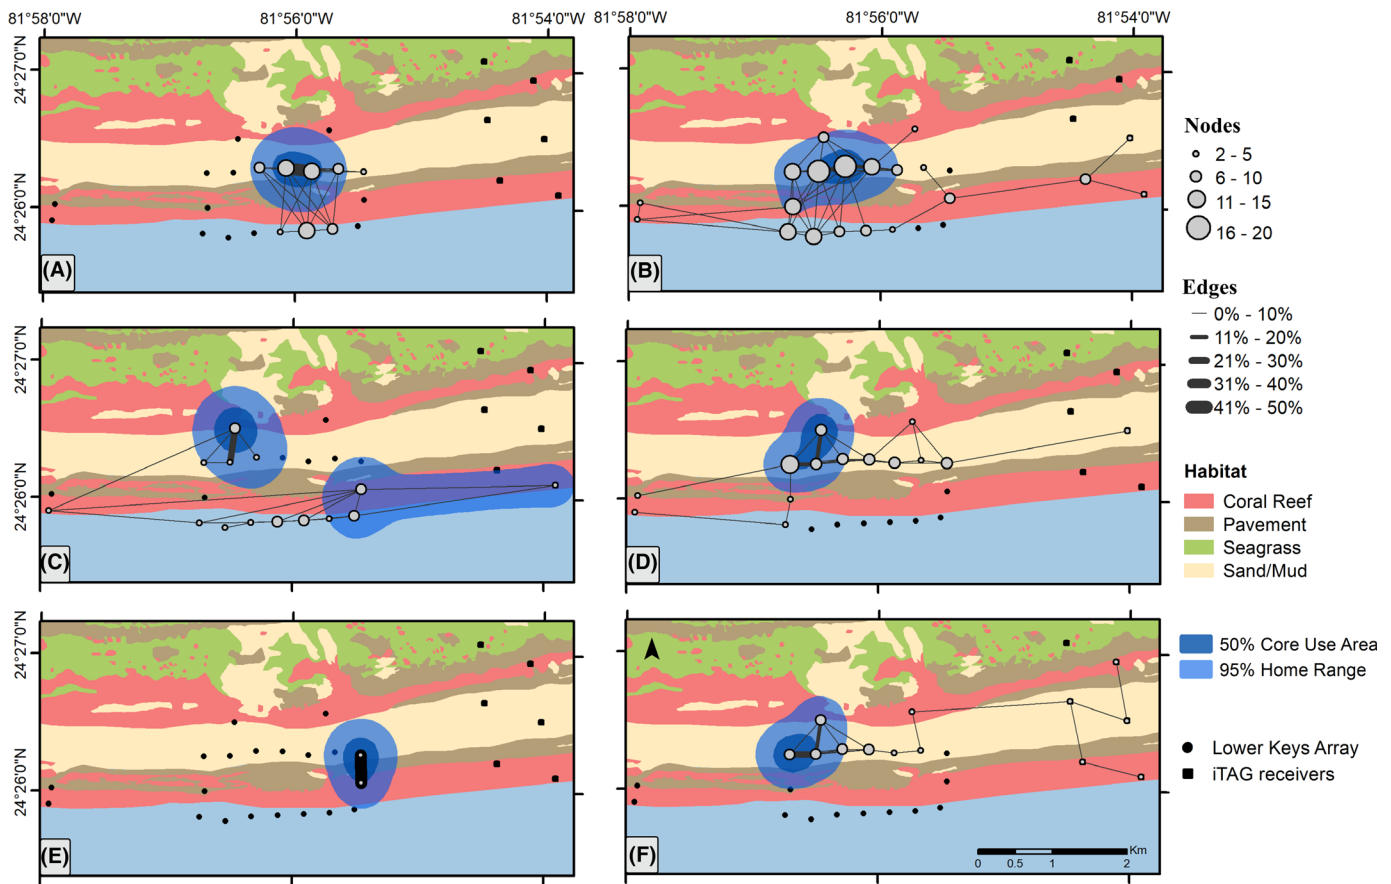 81°58'0"W 81°56'0"W 81°54'0"W 81°58'0"W 81°56'0"W 81°54'0"W
24°27'0"N
24°26'0"N
(A)
(B)
Nodes
2 - 5
6 - 10
11 - 15
16 - 20
Edges
0% - 10%
11% - 20%
21% - 30%
31% - 40%
41% - 50%
24°27'0"N
24°26'0"N
(C)
(D)
Habitat
Coral Reef
Pavement
Seagrass
Sand/Mud
24°27'0"N
24°26'0"N
(E)
(F)
50% Core Use Area
95% Home Range
Lower Keys Array
iTAG receivers
Km
0 0.5 1 2